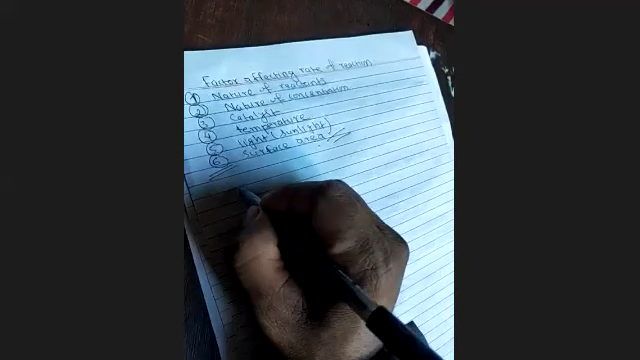 Factor affecting rate of reaction
① Nature of reactants
② Nature of concentration
③ Catalyst
④ temperature
⑤ light (sunlight)
⑥ Surface area